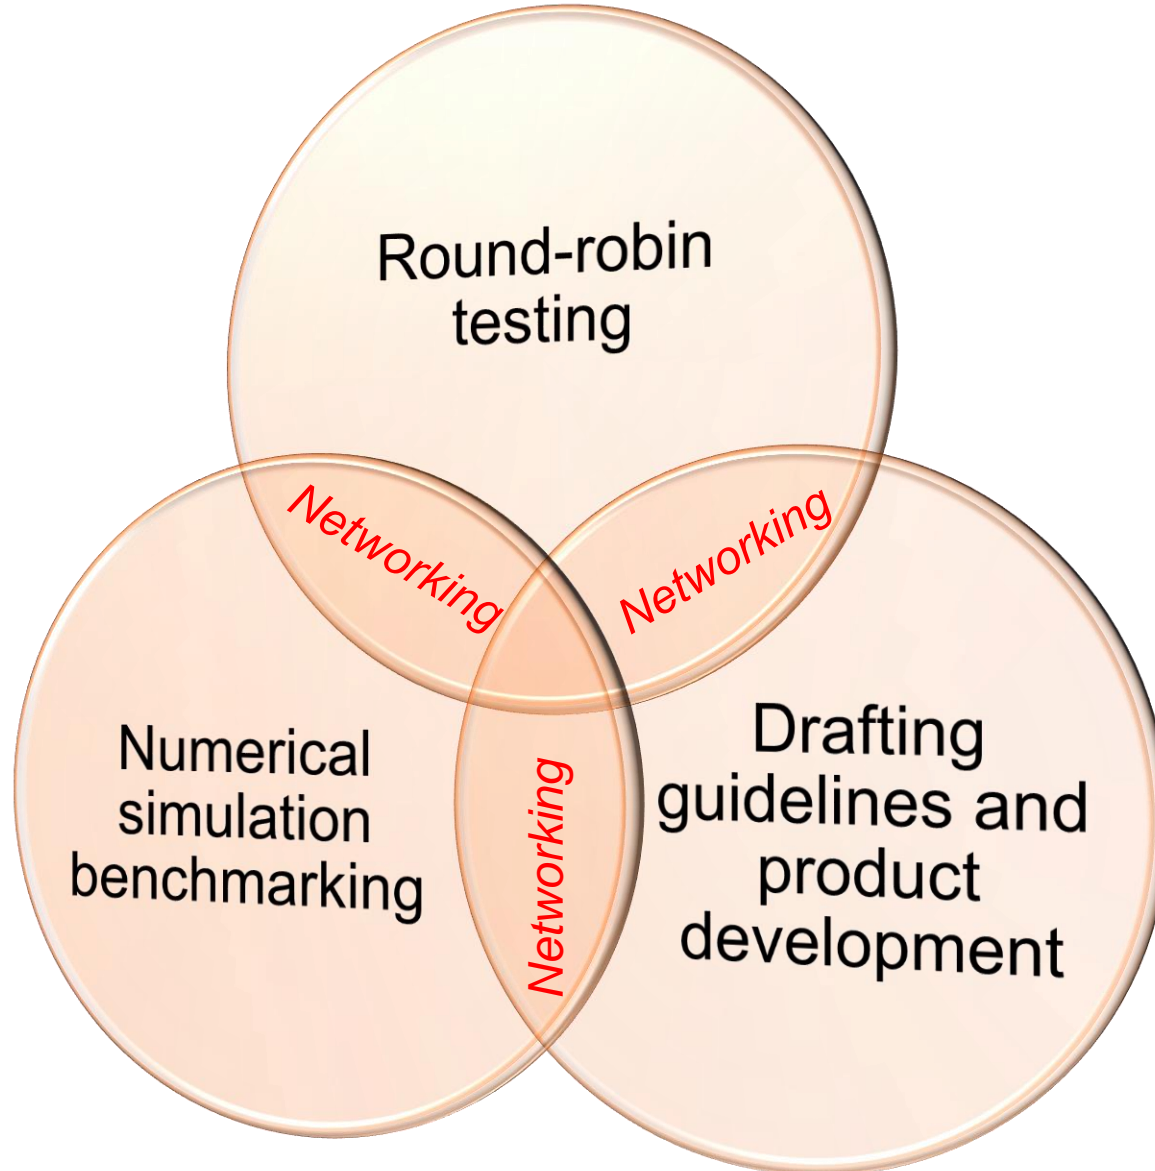 Round-robin
testing
Networking
Networking
Numerical
simulation
benchmarking
Networking
Drafting
guidelines and
product
development